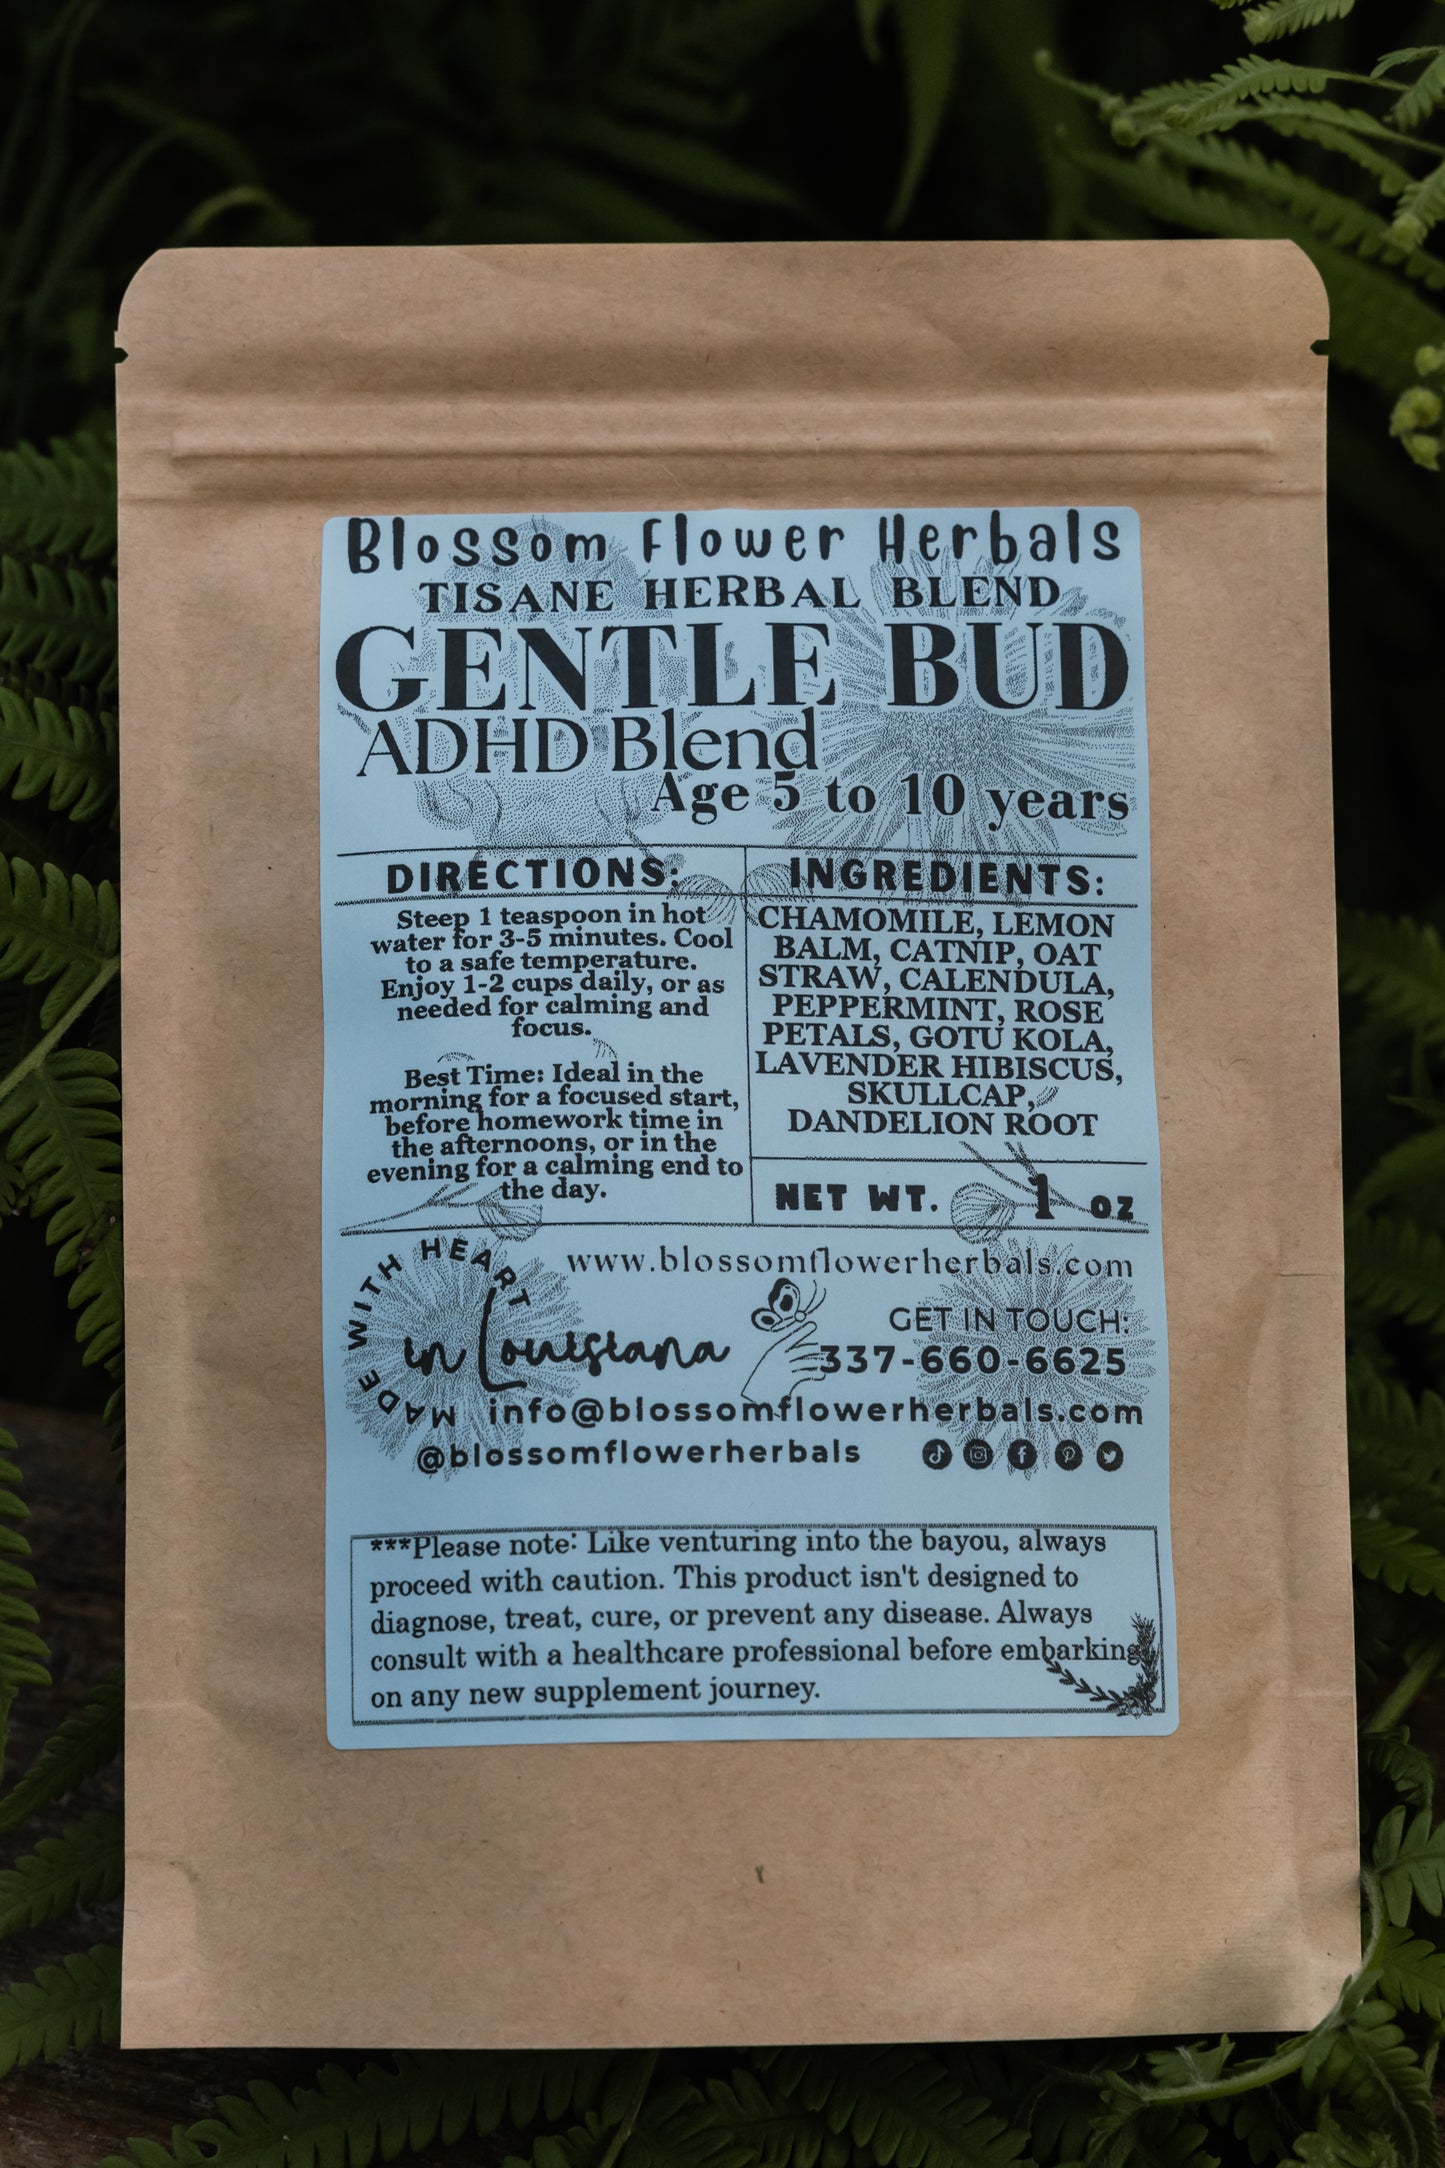 Blossom Flower Herbals
TISANE HERBAL BLEND
GENTLE BUD
ADHD Blend
Age 5 to 10 years
DIRECTIONS:
Steep 1 teaspoon in hot
water for 3-5 minutes. Cool
to a safe temperature.
Enjoy 1-2 cups daily, or as
needed for calming and
focus.
Best Time: Ideal in the
morning for a focused start,
before homework time in
the afternoons, or in the
evening for a calming end to
the day.
INGREDIENTS:
CHAMOMILE, LEMON
BALM, CATNIP, OAT
STRAW, CALENDULA,
PEPPERMINT, ROSE
PETALS, GOTU KOLA,
LAVENDER HIBISCUS,
SKULLCAP,
DANDELION ROOT
NET WT. 1 OZ
MADE WITH HEART
in Louisiana
www.blossomflowerherbals.com
GET IN TOUCH:
337-660-6625
info@blossomflowerherbals.com
@blossomflowerherbals
***Please note: Like venturing into the bayou, always
proceed with caution. This product isn't designed to
diagnose, treat, cure, or prevent any disease. Always
consult with a healthcare professional before embarking
on any new supplement journey.